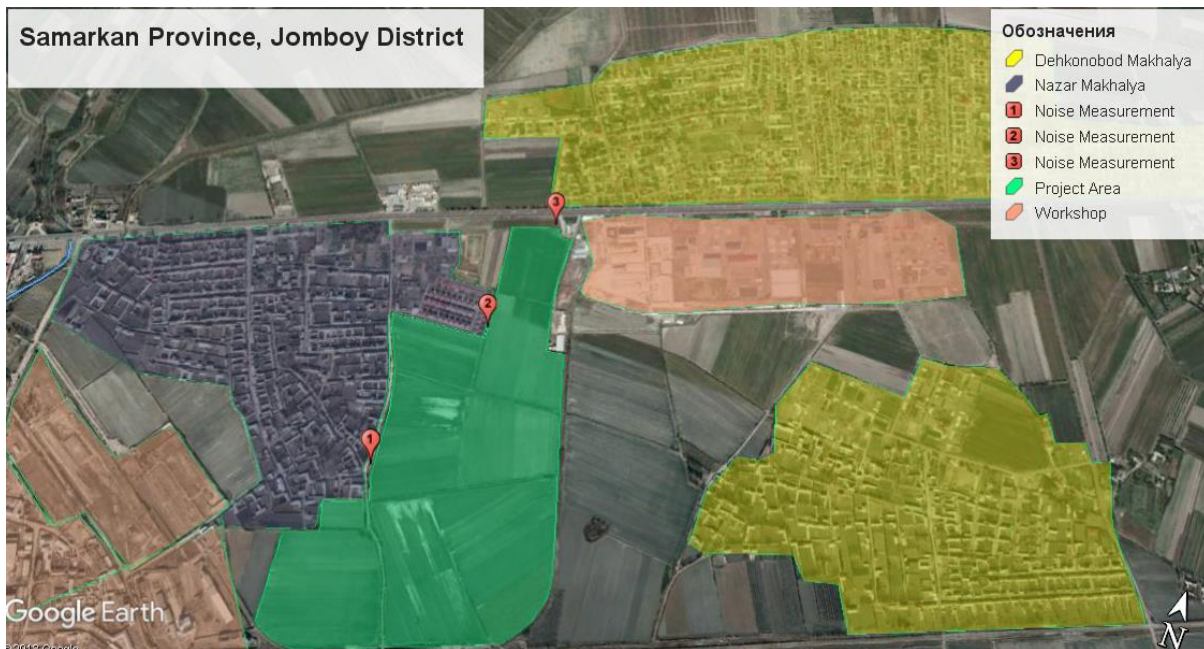 Samarkan Province, Jomboy District
Обозначения
Dehkonobod Makhalya
Nazar Makhalya
1 Noise Measurement
2 Noise Measurement
3 Noise Measurement
Project Area
Workshop
3
2
1
Google Earth
N